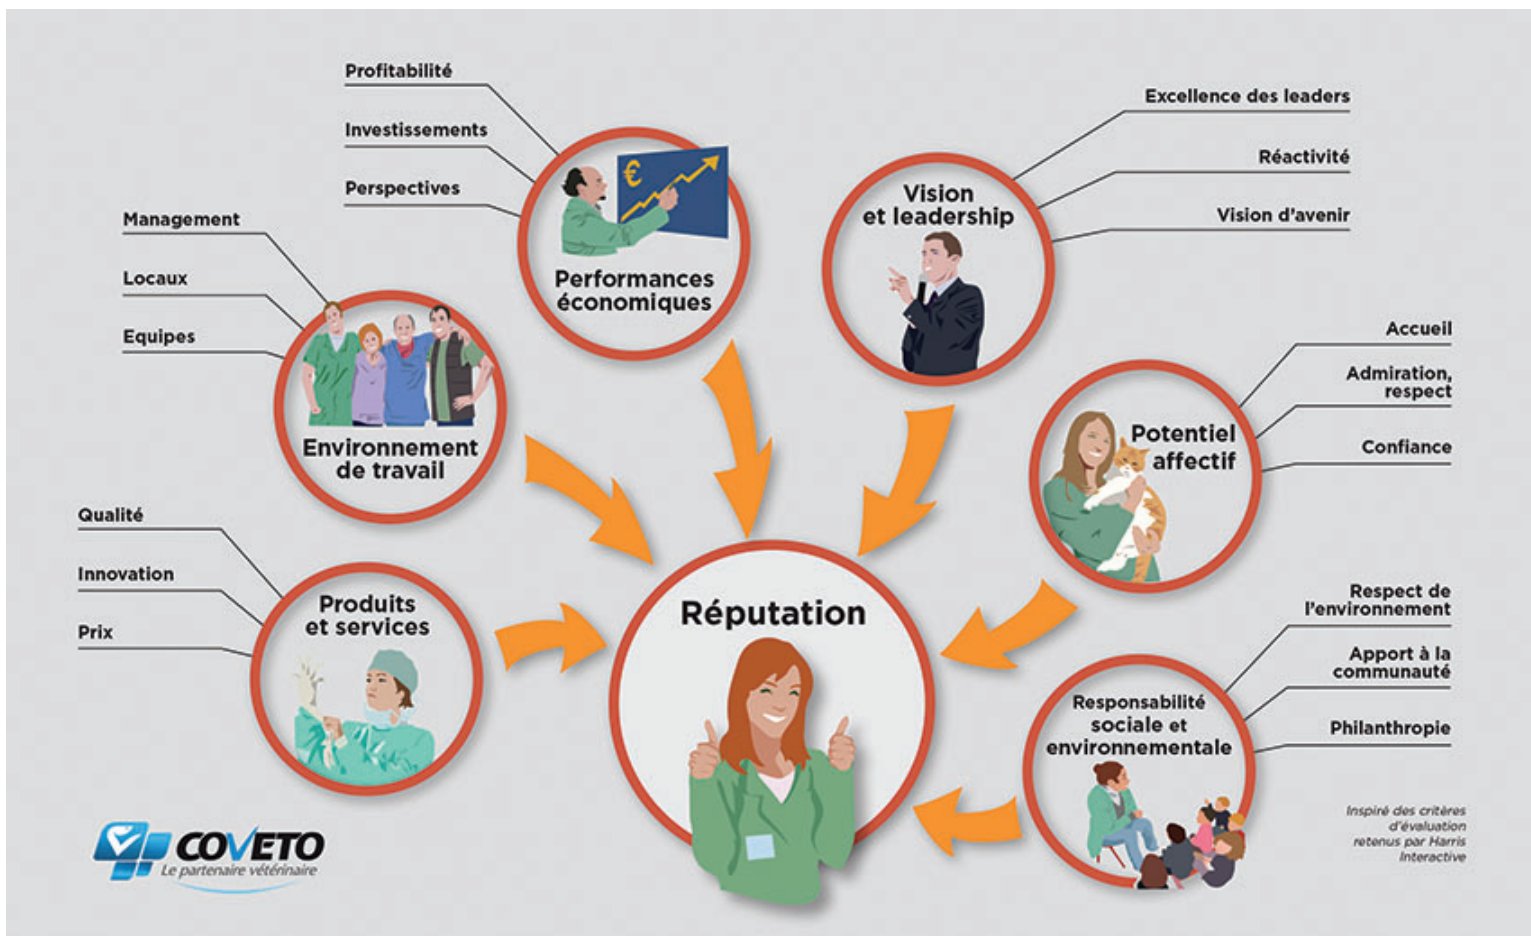 Profitabilité
Investissements
Perspectives
€
Performances
économiques
Excellence des leaders
Réactivité
Vision d'avenir
Vision
et leadership
Management
Locaux
Equipes
Environnement
de travail
Accueil
Admiration,
respect
Confiance
Potentiel
affectif
Qualité
Innovation
Prix
Produits
et services
Réputation
Respect de
l'environnement
Apport à la
communauté
Philanthropie
Responsabilité
sociale et
environnementale
COVETO
Le partenaire vétérinaire
Inspiré des critères
d'évaluation
retenus par Harris
Interactive